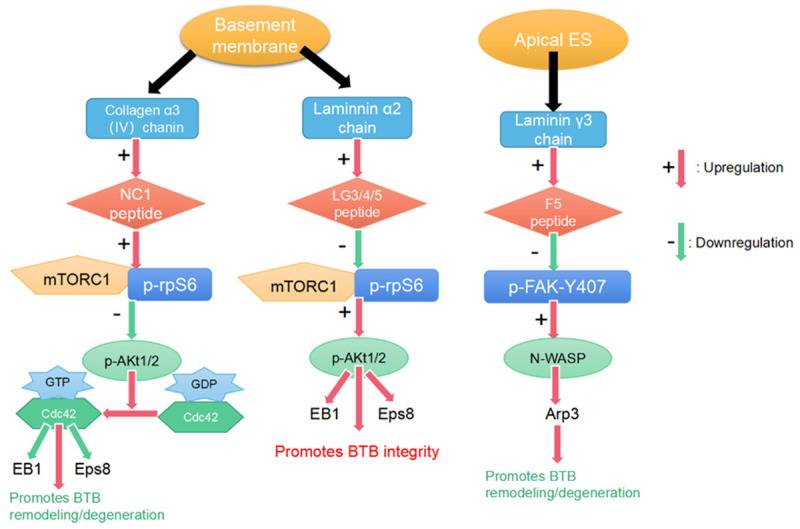 Basement
membrane
Apical ES
Collagen α3
(IV) chanin
Laminnin α2
chain
Laminin γ3
chain
+
+
+
+
: Upregulation
NC1
peptide
LG3/4/5
peptide
F5
peptide
+
-
-
-
: Downregulation
mTORC1
p-rpS6
mTORC1
p-rpS6
p-FAK-Y407
-
+
+
p-AKt1/2
p-AKt1/2
N-WASP
GTP
GDP
Cdc42
Cdc42
EB1
Eps8
Arp3
Promotes BTB integrity
EB1
Eps8
Promotes BTB
remodeling/degeneration
Promotes BTB
remodeling/degeneration